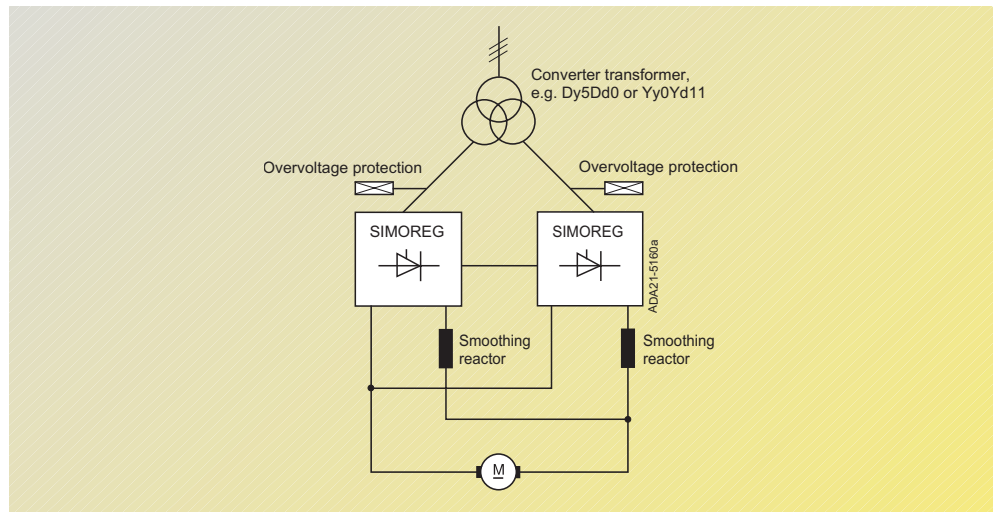 Converter transformer,
e.g. Dy5Dd0 or Yy0Yd11
Overvoltage protection
Overvoltage protection
SIMOREG
SIMOREG
ADA21-5160a
Smoothing
reactor
Smoothing
reactor
M